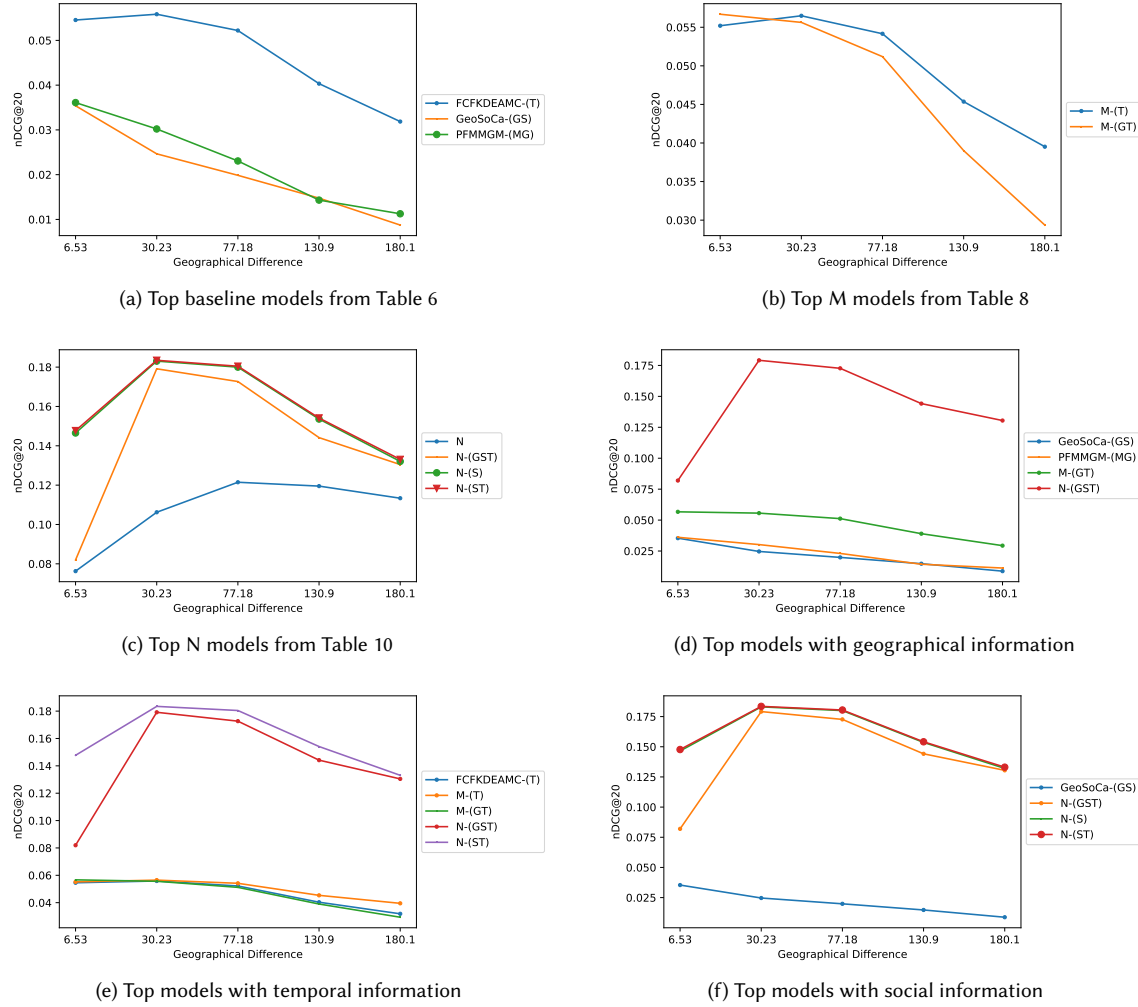 nDCG@20
0.05
0.04
0.03
0.02
0.01
6.53 30.23 77.18 130.9 180.1
Geographical Difference
FCFKDEAMC-(T)
GeoSoCa-(GS)
PFMMGM-(MG)
(a) Top baseline models from Table 6
nDCG@20
0.055
0.050
0.045
0.040
0.035
0.030
6.53 30.23 77.18 130.9 180.1
Geographical Difference
M-(T)
M-(GT)
(b) Top M models from Table 8
nDCG@20
0.18
0.16
0.14
0.12
0.10
0.08
6.53 30.23 77.18 130.9 180.1
Geographical Difference
N
N-(GST)
N-(S)
N-(ST)
(c) Top N models from Table 10
nDCG@20
0.175
0.150
0.125
0.100
0.075
0.050
0.025
6.53 30.23 77.18 130.9 180.1
Geographical Difference
GeoSoCa-(GS)
PFMMGM-(MG)
M-(GT)
N-(GST)
(d) Top models with geographical information
nDCG@20
0.18
0.16
0.14
0.12
0.10
0.08
0.06
0.04
6.53 30.23 77.18 130.9 180.1
Geographical Difference
FCFKDEAMC-(T)
M-(T)
M-(GT)
N-(GST)
N-(ST)
(e) Top models with temporal information
nDCG@20
0.175
0.150
0.125
0.100
0.075
0.050
0.025
6.53 30.23 77.18 130.9 180.1
Geographical Difference
GeoSoCa-(GS)
N-(GST)
N-(S)
N-(ST)
(f) Top models with social information